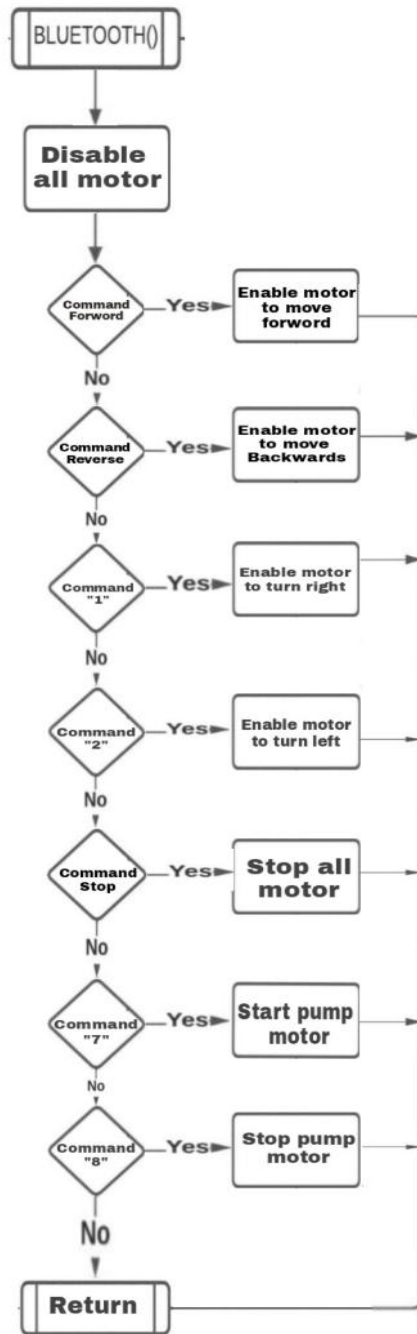 BLUETOOTH()
Disable
all motor
Command
Forword
Yes
Enable motor
to move
forword
No
Command
Reverse
Yes
Enable motor
to move
Backwards
No
Command
"1"
Yes
Enable motor
to turn right
No
Command
"2"
Yes
Enable motor
to turn left
No
Command
Stop
Yes
Stop all
motor
No
Command
"7"
Yes
Start pump
motor
No
Command
"8"
Yes
Stop pump
motor
No
Return